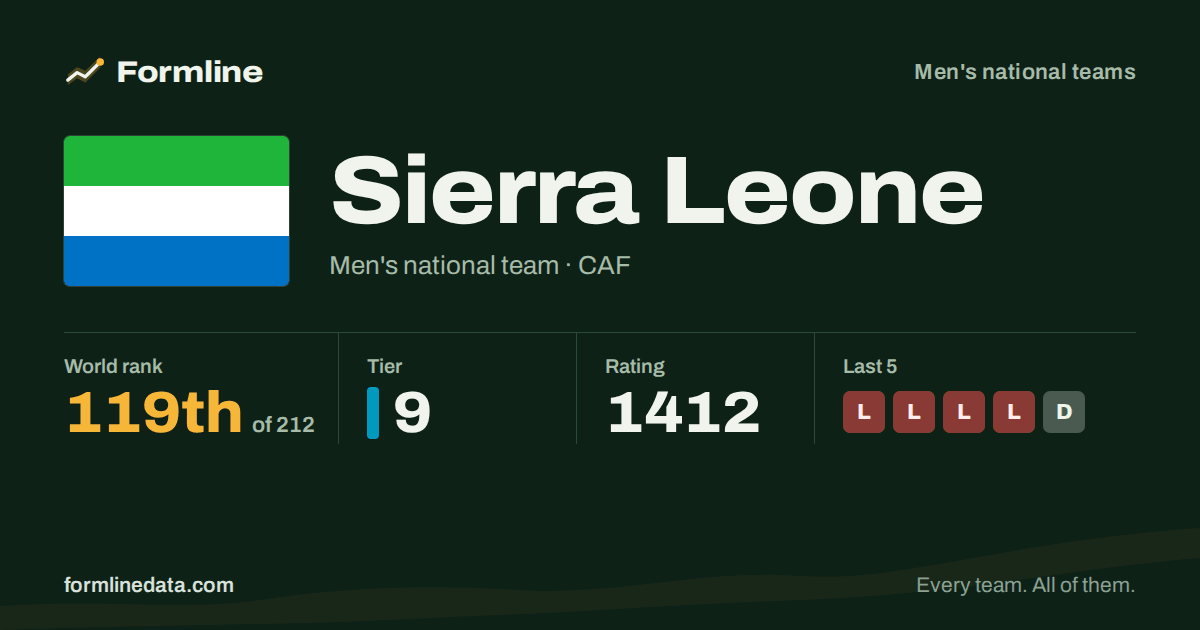 Formline
Men's national teams
Sierra Leone
Men's national team · CAF
World rank
119th of 212
Tier
9
Rating
1412
Last 5
L L L L D
formlinedata.com
Every team. All of them.